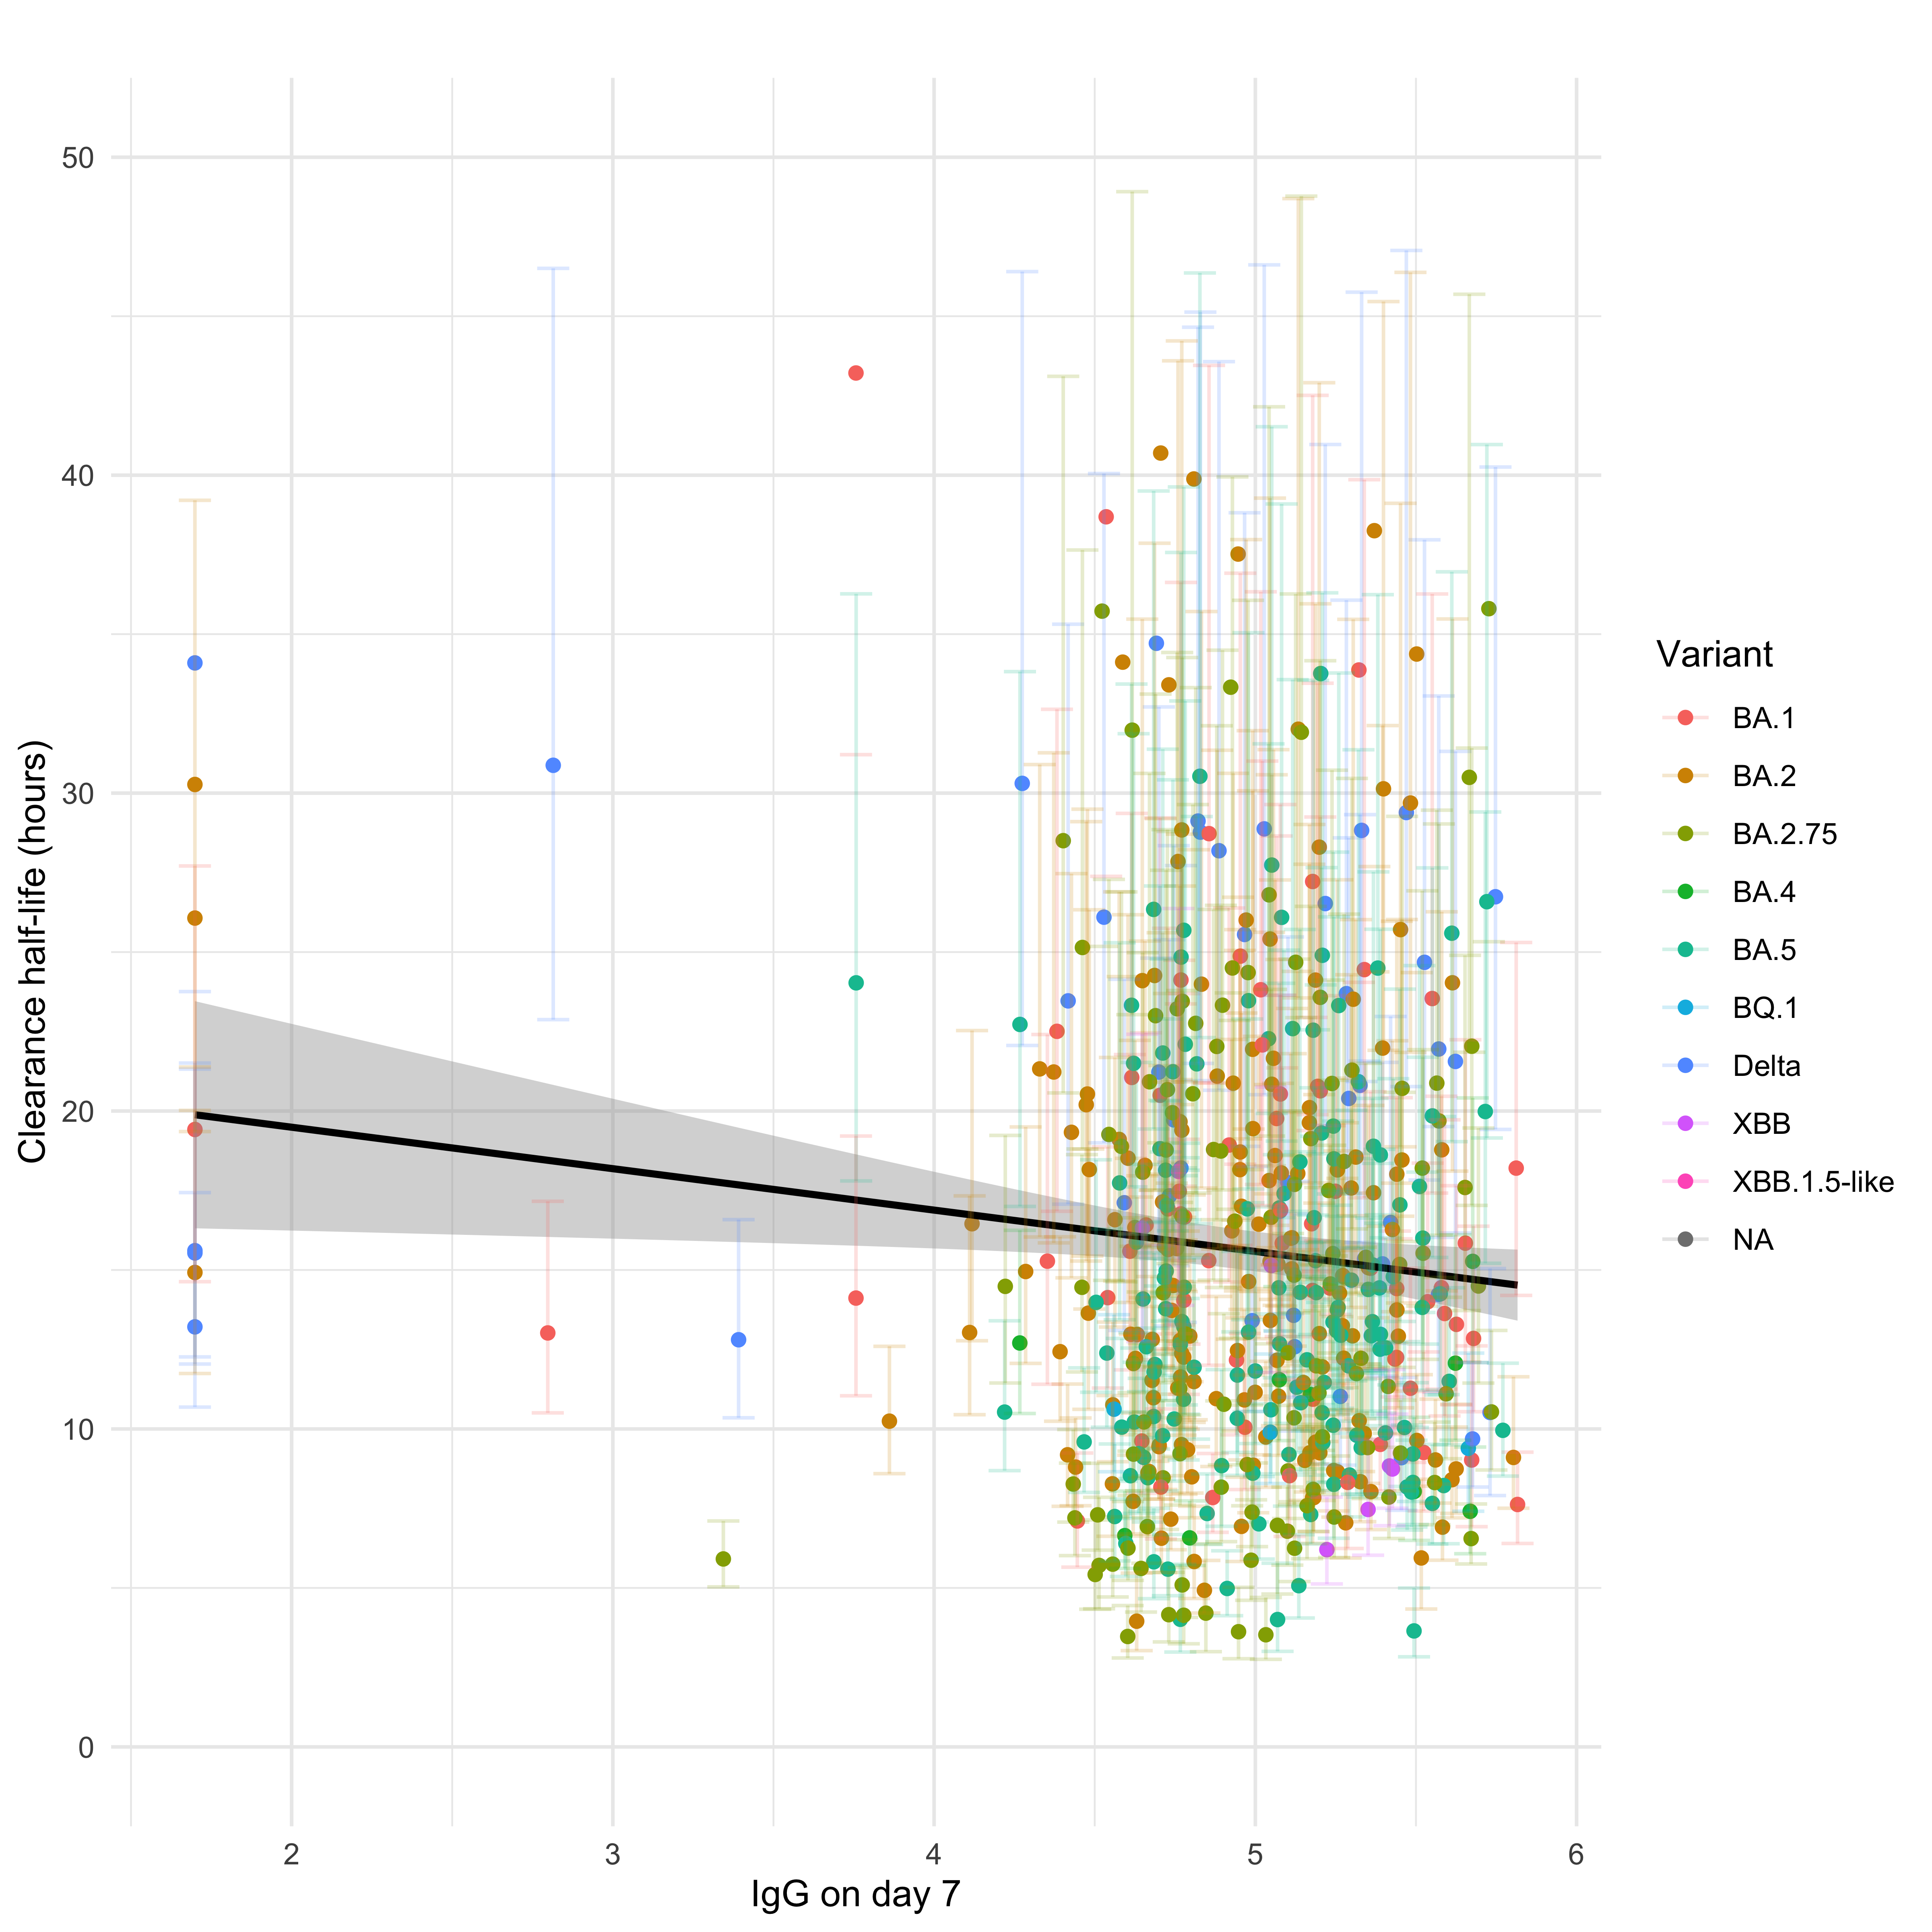 50
40
30
20
10
0
Clearance half-life (hours)
2 3 4 5 6
IgG on day 7
Variant
BA.1
BA.2
BA.2.75
BA.4
BA.5
BQ.1
Delta
XBB
XBB.1.5-like
NA